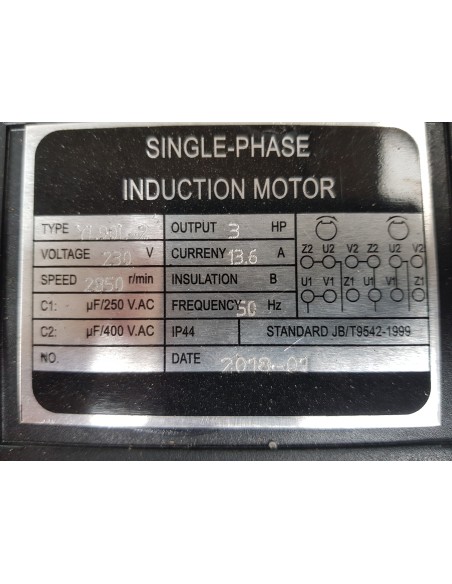 SINGLE-PHASE
INDUCTION MOTOR
TYPE OUTPUT 3 HP
VOLTAGE 230 V CURRENY 13.6 A Z2 U2 V2 Z2 U2 V2
SPEED 2850 r/min INSULATION B U1 V1 Z1 U1 V1 Z1
C1: µF/250 V.AC FREQUENCY 50 Hz
C2: µF/400 V.AC IP44 STANDARD JB/T9542-1999
NO. DATE 2018-07